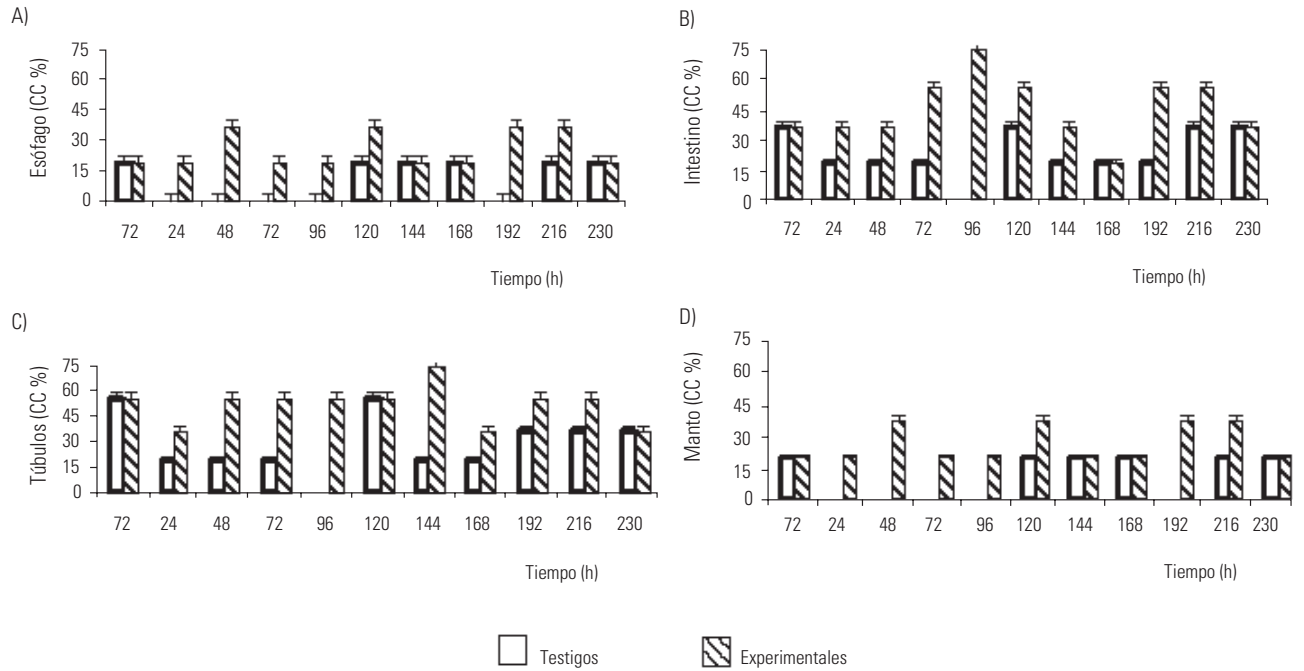 A)
Esófago (CC %)
75
60
45
30
15
0
72 24 48 72 96 120 144 168 192 216 230
Tiempo (h)
B)
Intestino (CC %)
75
60
45
30
15
0
72 24 48 72 96 120 144 168 192 216 230
Tiempo (h)
C)
Túbulos (CC %)
75
60
45
30
15
0
72 24 48 72 96 120 144 168 192 216 230
Tiempo (h)
D)
Manto (CC %)
75
60
45
30
15
0
72 24 48 72 96 120 144 168 192 216 230
Tiempo (h)
Testigos
Experimentales